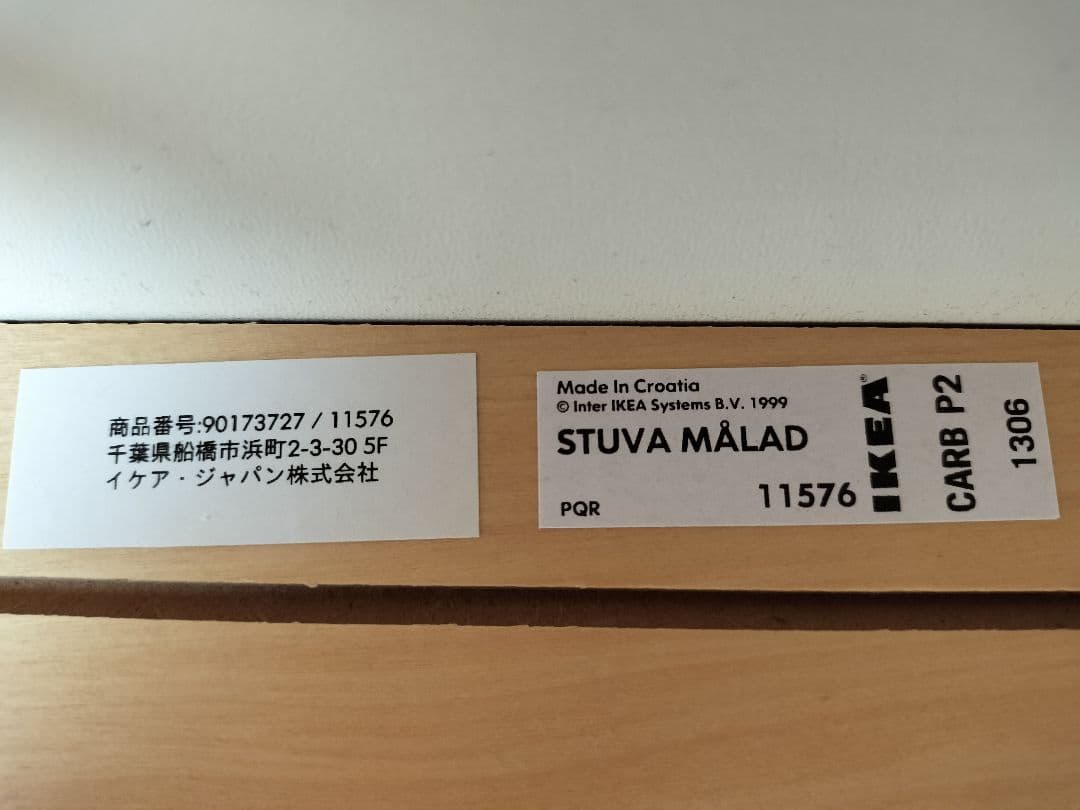 商品番号:90173727 / 11576
千葉県船橋市浜町2-3-30 5F
イケア・ジャパン株式会社
Made In Croatia
© Inter IKEA Systems B.V. 1999
STUVA MÅLAD
11576
PQR
IKEA®
CARB P2
1306